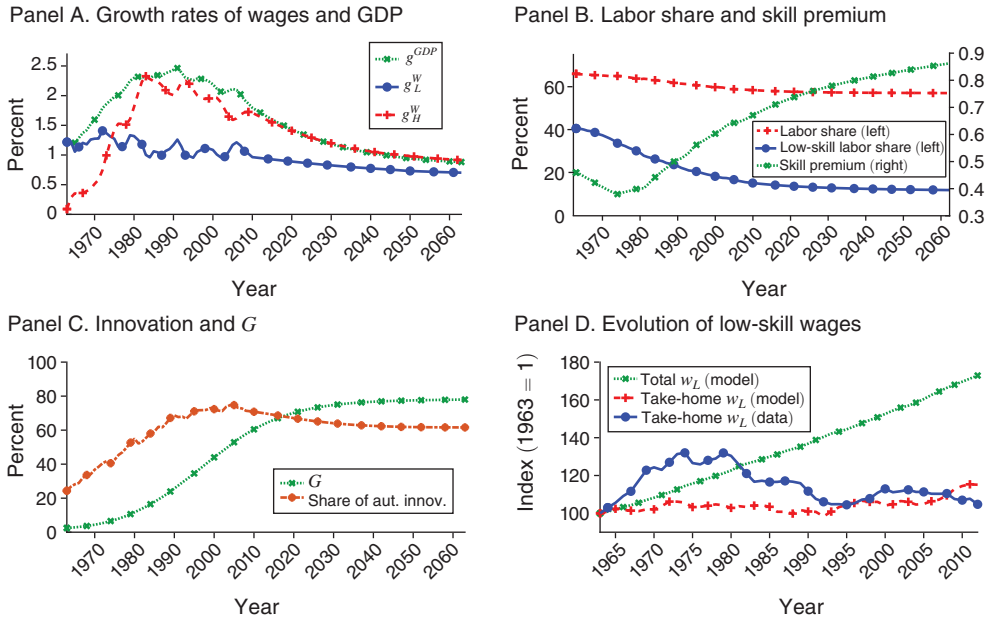 Panel A. Growth rates of wages and GDP
Percent
2.5
2
1.5
1
0.5
0
g^{GDP}
g_L^W
g_H^W
1970 1980 1990 2000 2010 2020 2030 2040 2050 2060
Year
Panel B. Labor share and skill premium
Percent
60
40
20
0
0.9
0.8
0.7
0.6
0.5
0.4
0.3
Labor share (left)
Low-skill labor share (left)
Skill premium (right)
1970 1980 1990 2000 2010 2020 2030 2040 2050 2060
Year
Panel C. Innovation and G
Percent
100
80
60
40
20
0
G
Share of aut. innov.
1970 1980 1990 2000 2010 2020 2030 2040 2050 2060
Year
Panel D. Evolution of low-skill wages
Index (1963 = 1)
180
160
140
120
100
Total w_L (model)
Take-home w_L (model)
Take-home w_L (data)
1965 1970 1975 1980 1985 1990 1995 2000 2005 2010
Year